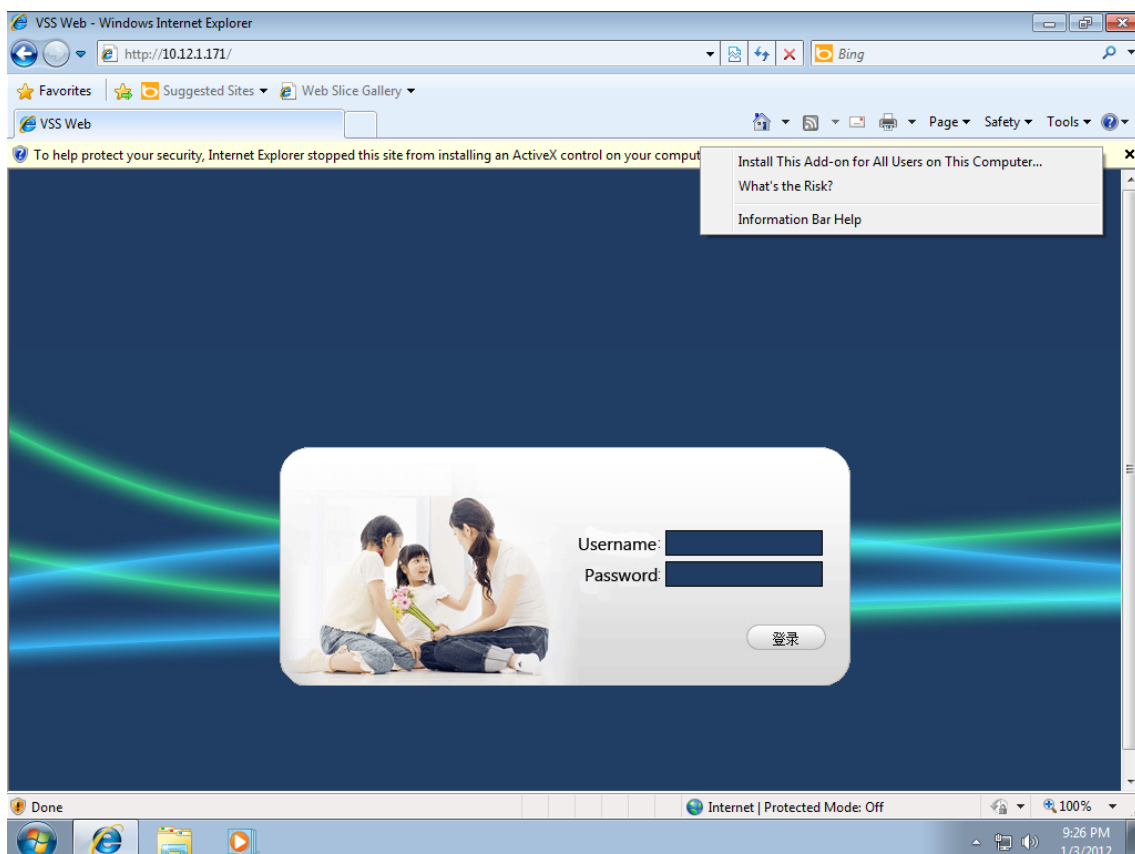 VSS Web - Windows Internet Explorer
http://10.12.1.171/
Bing
Favorites
Suggested Sites
Web Slice Gallery
VSS Web
Page
Safety
Tools
To help protect your security, Internet Explorer stopped this site from installing an ActiveX control on your comput
Install This Add-on for All Users on This Computer...
What's the Risk?
Information Bar Help
Username:
Password:
登录
Done
Internet | Protected Mode: Off
100%
9:26 PM
1/3/2012